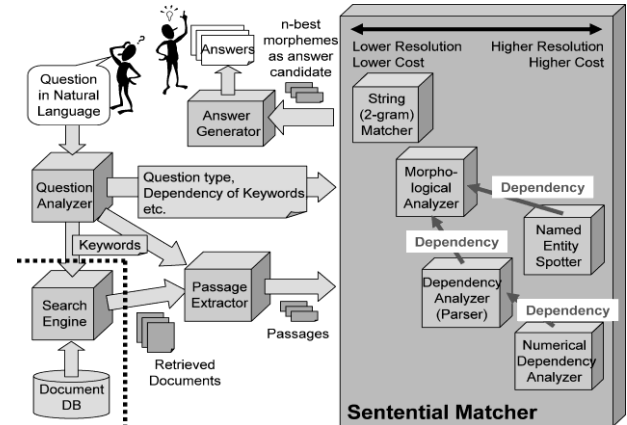 Question
in Natural
Language
?
Answers
n-best
morphemes
as answer
candidate
Answer
Generator
Question
Analyzer
Question type,
Dependency of Keywords
etc.
Keywords
Search
Engine
Passage
Extractor
Passages
Retrieved
Documents
Document
DB
Lower Resolution
Lower Cost
Higher Resolution
Higher Cost
String
(2-gram)
Matcher
Morpho-
logical
Analyzer
Dependency
Named
Entity
Spotter
Dependency
Dependency
Analyzer
(Parser)
Dependency
Numerical
Dependency
Analyzer
Sentential Matcher